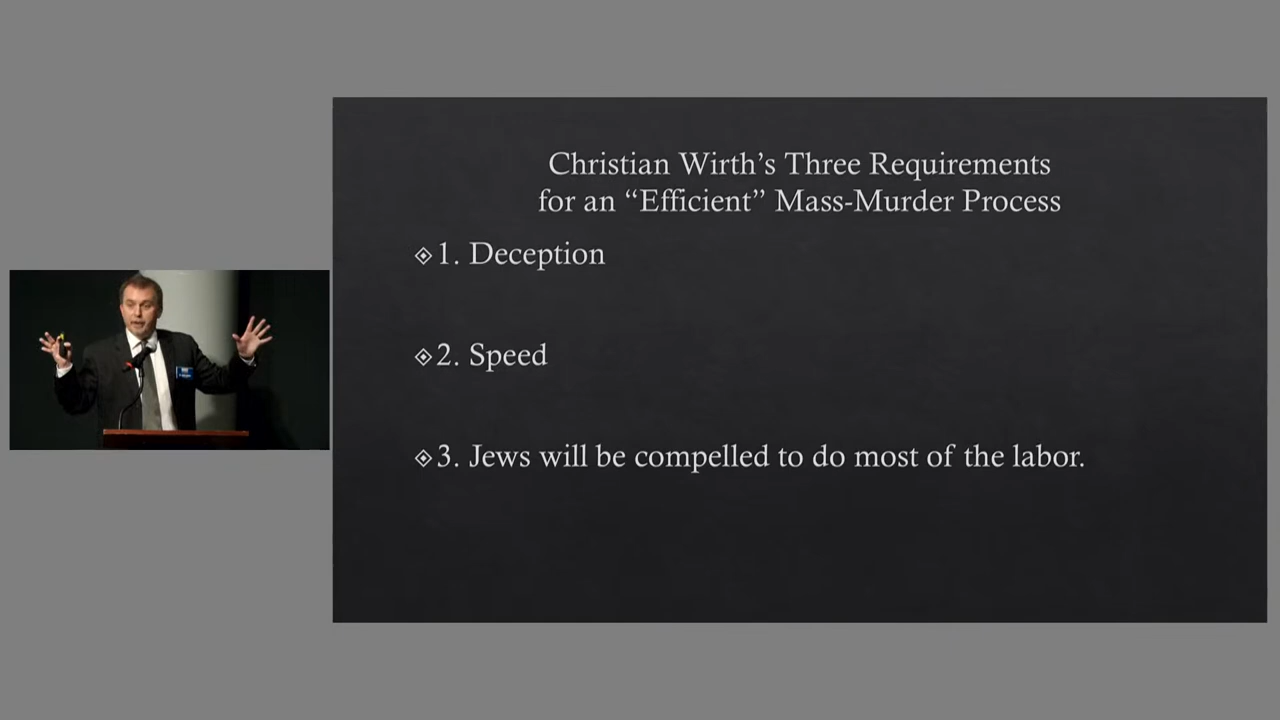 Christian Wirth’s Three Requirements
for an “Efficient” Mass-Murder Process
1. Deception
2. Speed
3. Jews will be compelled to do most of the labor.